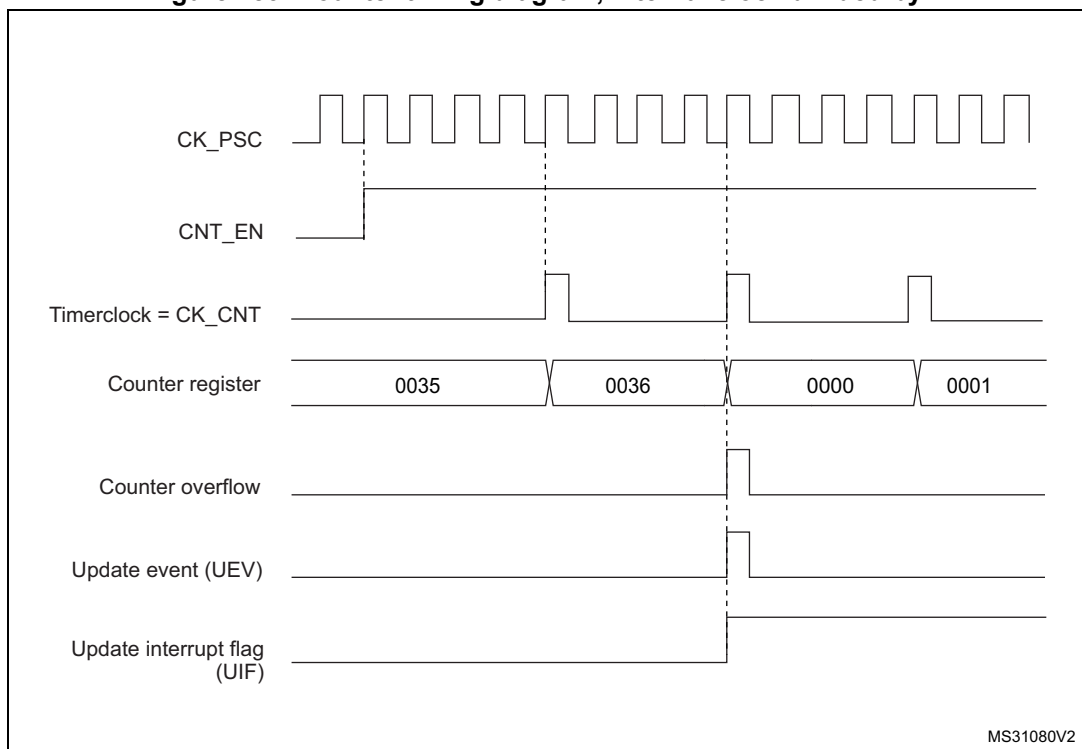 CK_PSC
CNT_EN
Timerclock = CK_CNT
Counter register
0035
0036
0000
0001
Counter overflow
Update event (UEV)
Update interrupt flag
(UIF)
MS31080V2